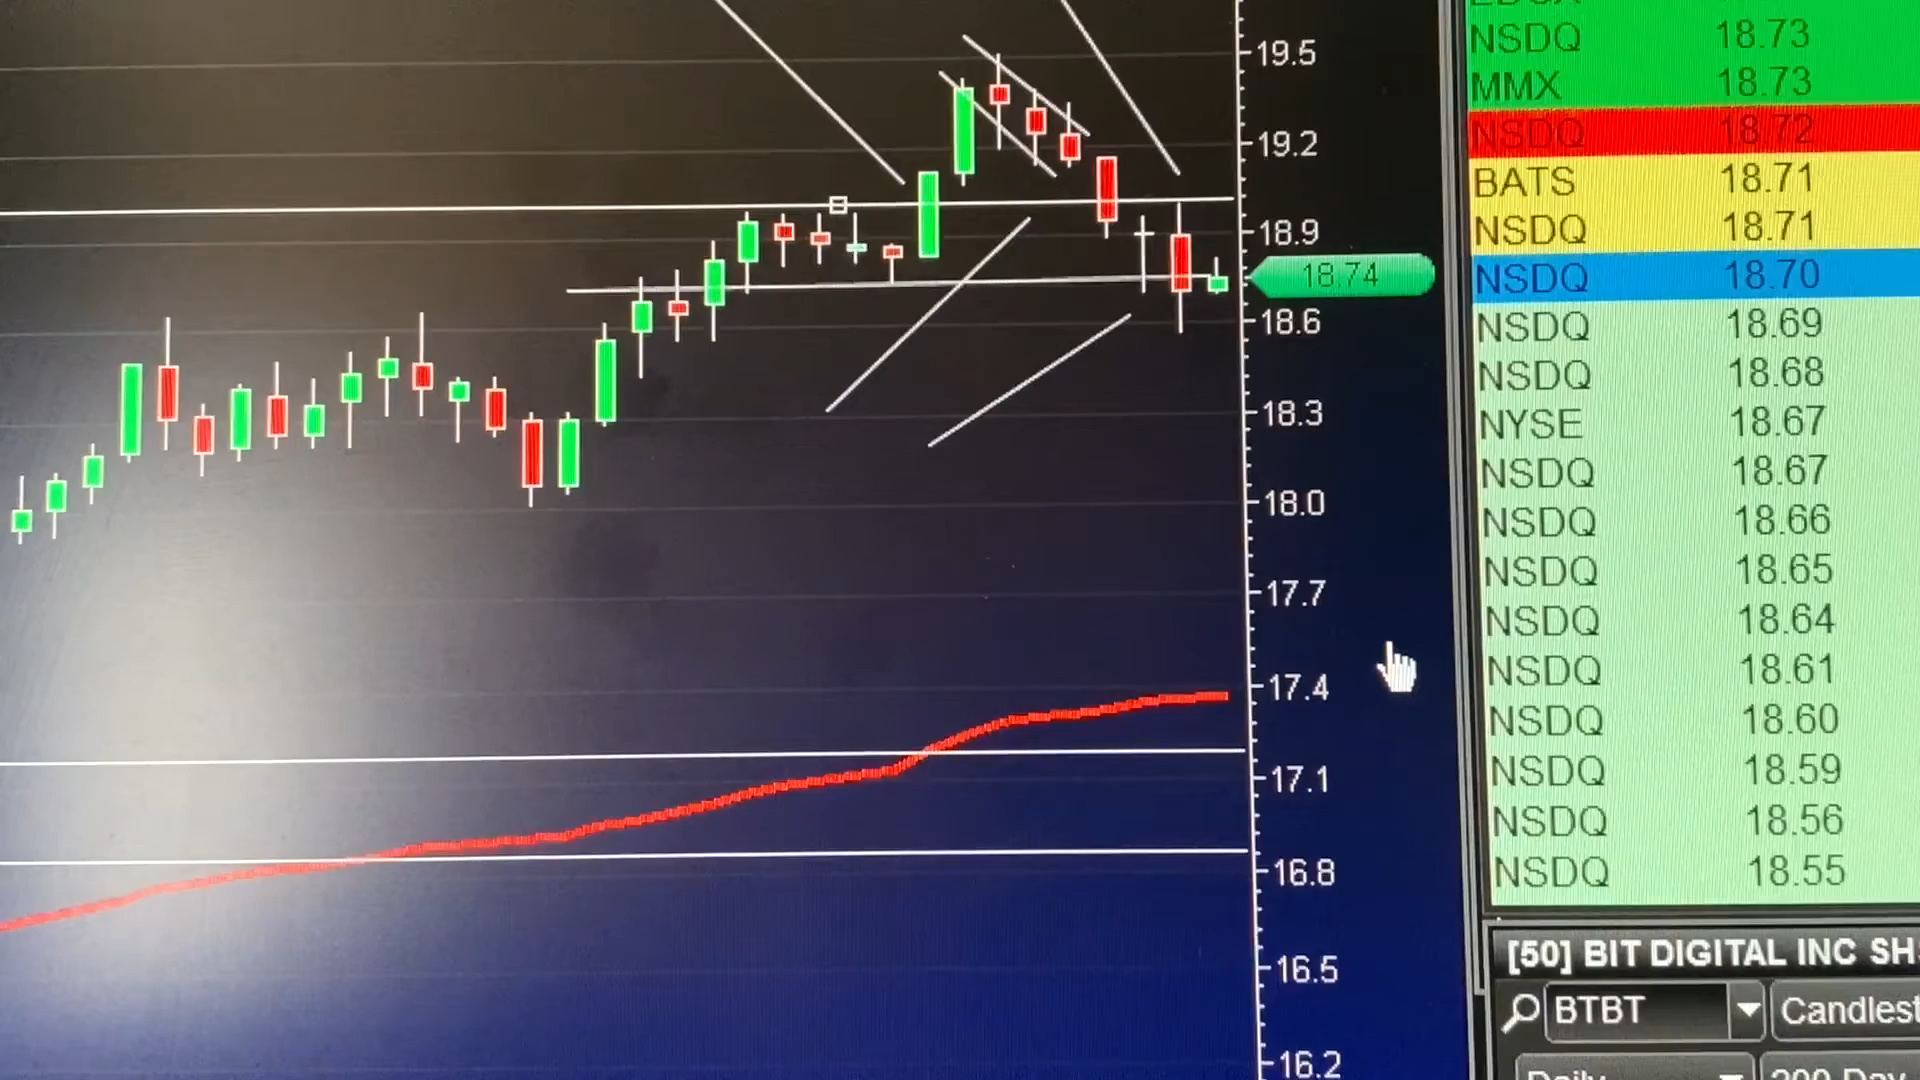 19.5
19.2
18.9
18.74
18.6
18.3
18.0
17.7
17.4
17.1
16.8
16.5
16.2
NSDQ 18.73
MMX 18.73
NSDQ 18.72
BATS 18.71
NSDQ 18.71
NSDQ 18.70
NSDQ 18.69
NSDQ 18.68
NYSE 18.67
NSDQ 18.67
NSDQ 18.66
NSDQ 18.65
NSDQ 18.64
NSDQ 18.61
NSDQ 18.60
NSDQ 18.59
NSDQ 18.56
NSDQ 18.55
[50] BIT DIGITAL INC SH
BTBT Candlest
Daily 200 Day